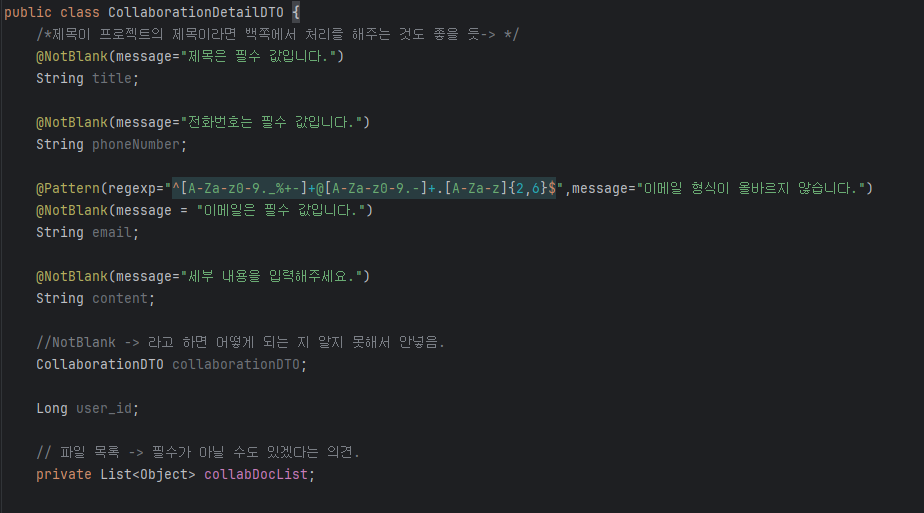 public class CollaborationDetailDTO {
/*제목이 프로젝트의 제목이라면 백쪽에서 처리를 해주는 것도 좋을 듯-> */
@NotBlank(message="제목은 필수 값입니다.")
String title;
@NotBlank(message="전화번호는 필수 값입니다.")
String phoneNumber;
@Pattern(regexp="^[A-Za-z0-9._%+-]+@[A-Za-z0-9.-]+.[A-Za-z]{2,6}$",message="이메일 형식이 올바르지 않습니다.")
@NotBlank(message = "이메일은 필수 값입니다.")
String email;
@NotBlank(message="세부 내용을 입력해주세요.")
String content;
//NotBlank -> 라고 하면 어떻게 되는 지 알지 못해서 안넣음.
CollaborationDTO collaborationDTO;
Long user_id;
// 파일 목록 -> 필수가 아닐 수도 있겠다는 의견.
private List<Object> collabDocList;